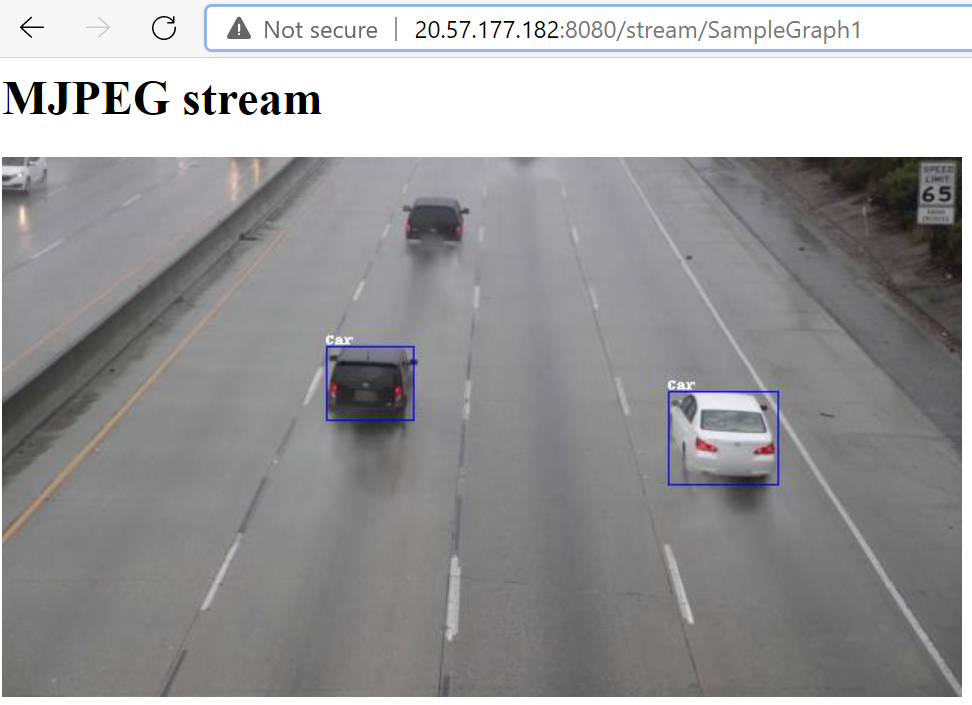 Not secure | 20.57.177.182:8080/stream/SampleGraph1
MJPEG stream
SPEED
LIMIT
65
Car
Car